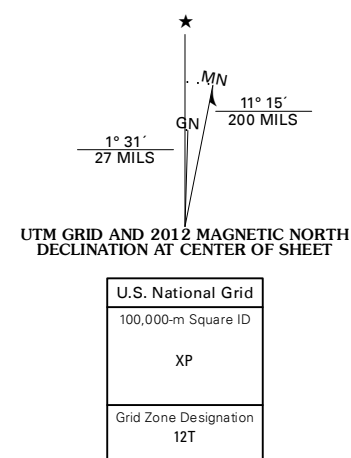 ★
MN
11° 15´
200 MILS
GN
1° 31´
27 MILS
UTM GRID AND 2012 MAGNETIC NORTH
DECLINATION AT CENTER OF SHEET
U.S. National Grid
100,000-m Square ID
XP
Grid Zone Designation
12T